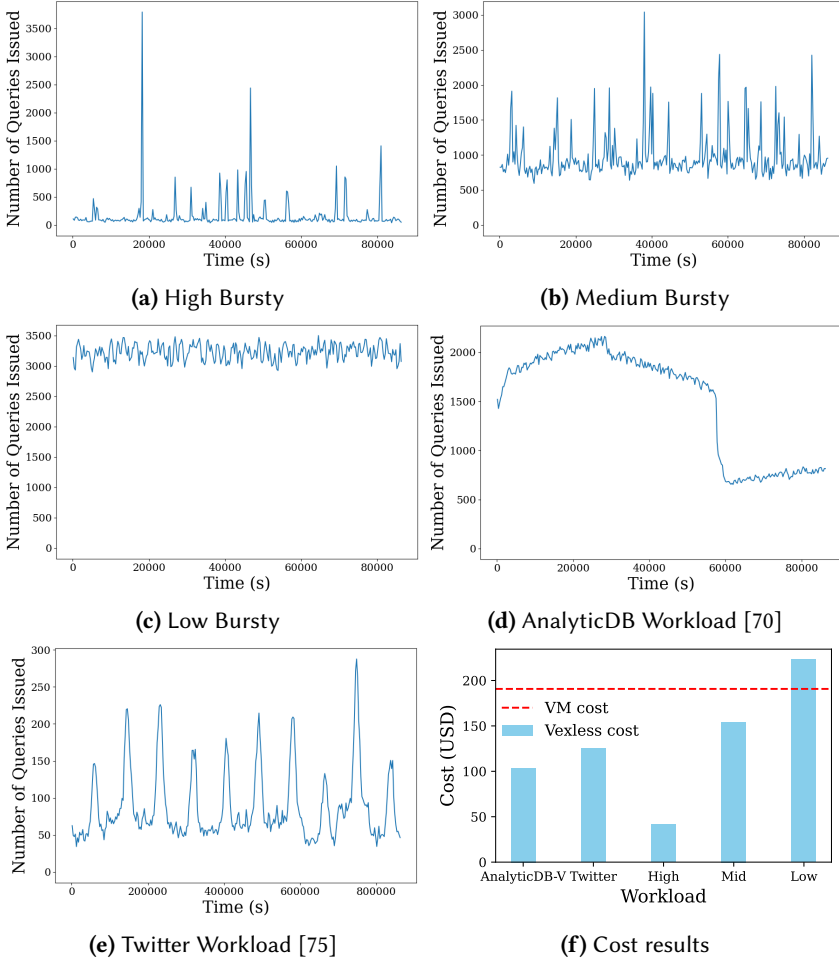 Number of Queries Issued
3500
3000
2500
2000
1500
1000
500
0
0 20000 40000 60000 80000
Time (s)
(a) High Bursty
Number of Queries Issued
3000
2500
2000
1500
1000
500
0
0 20000 40000 60000 80000
Time (s)
(b) Medium Bursty
Number of Queries Issued
3500
3000
2500
2000
1500
1000
500
0
0 20000 40000 60000 80000
Time (s)
(c) Low Bursty
Number of Queries Issued
2000
1500
1000
500
0
0 20000 40000 60000 80000
Time (s)
(d) AnalyticDB Workload [70]
Number of Queries Issued
300
250
200
150
100
50
0
0 200000 400000 600000 800000
Time (s)
(e) Twitter Workload [75]
Cost (USD)
200
150
100
50
0
VM cost
Vexless cost
AnalyticDB-V Twitter High Mid Low
Workload
(f) Cost results